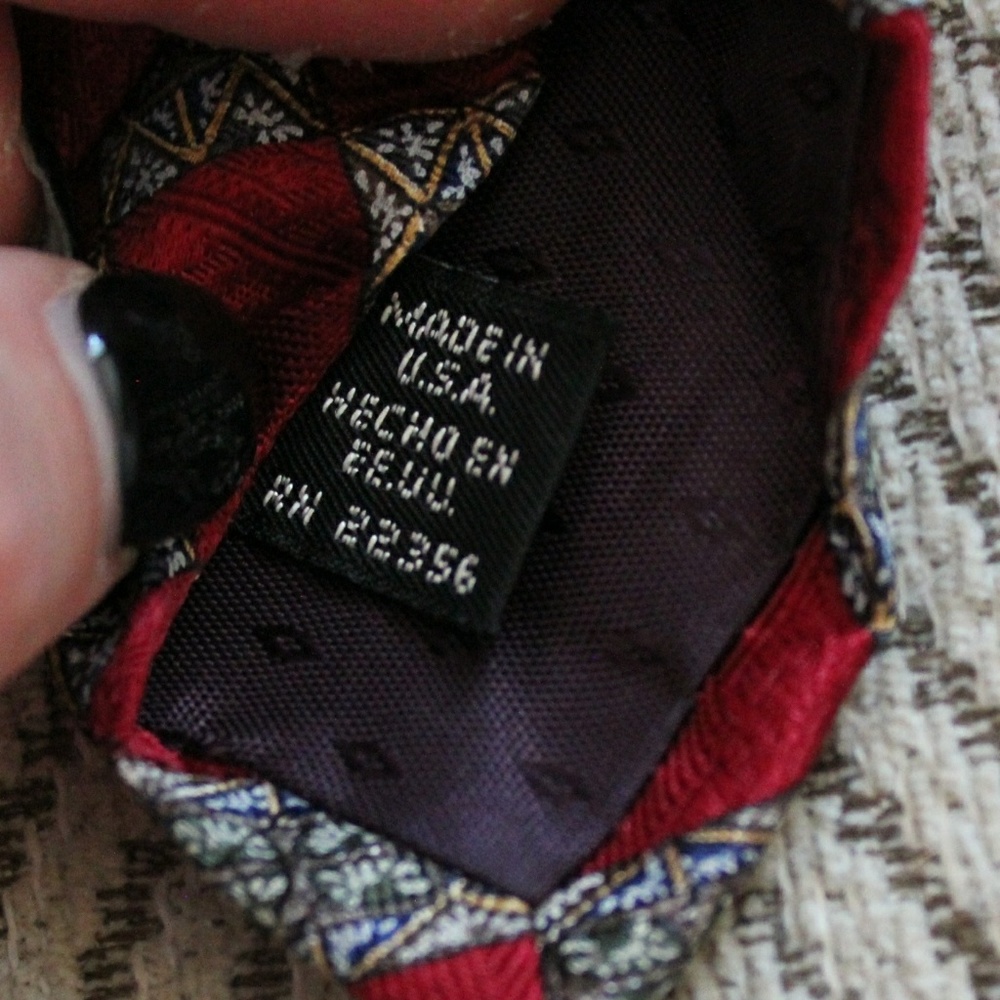 MADE IN
U.S.A.
HECHO EN
EE.UU.
RN 22356